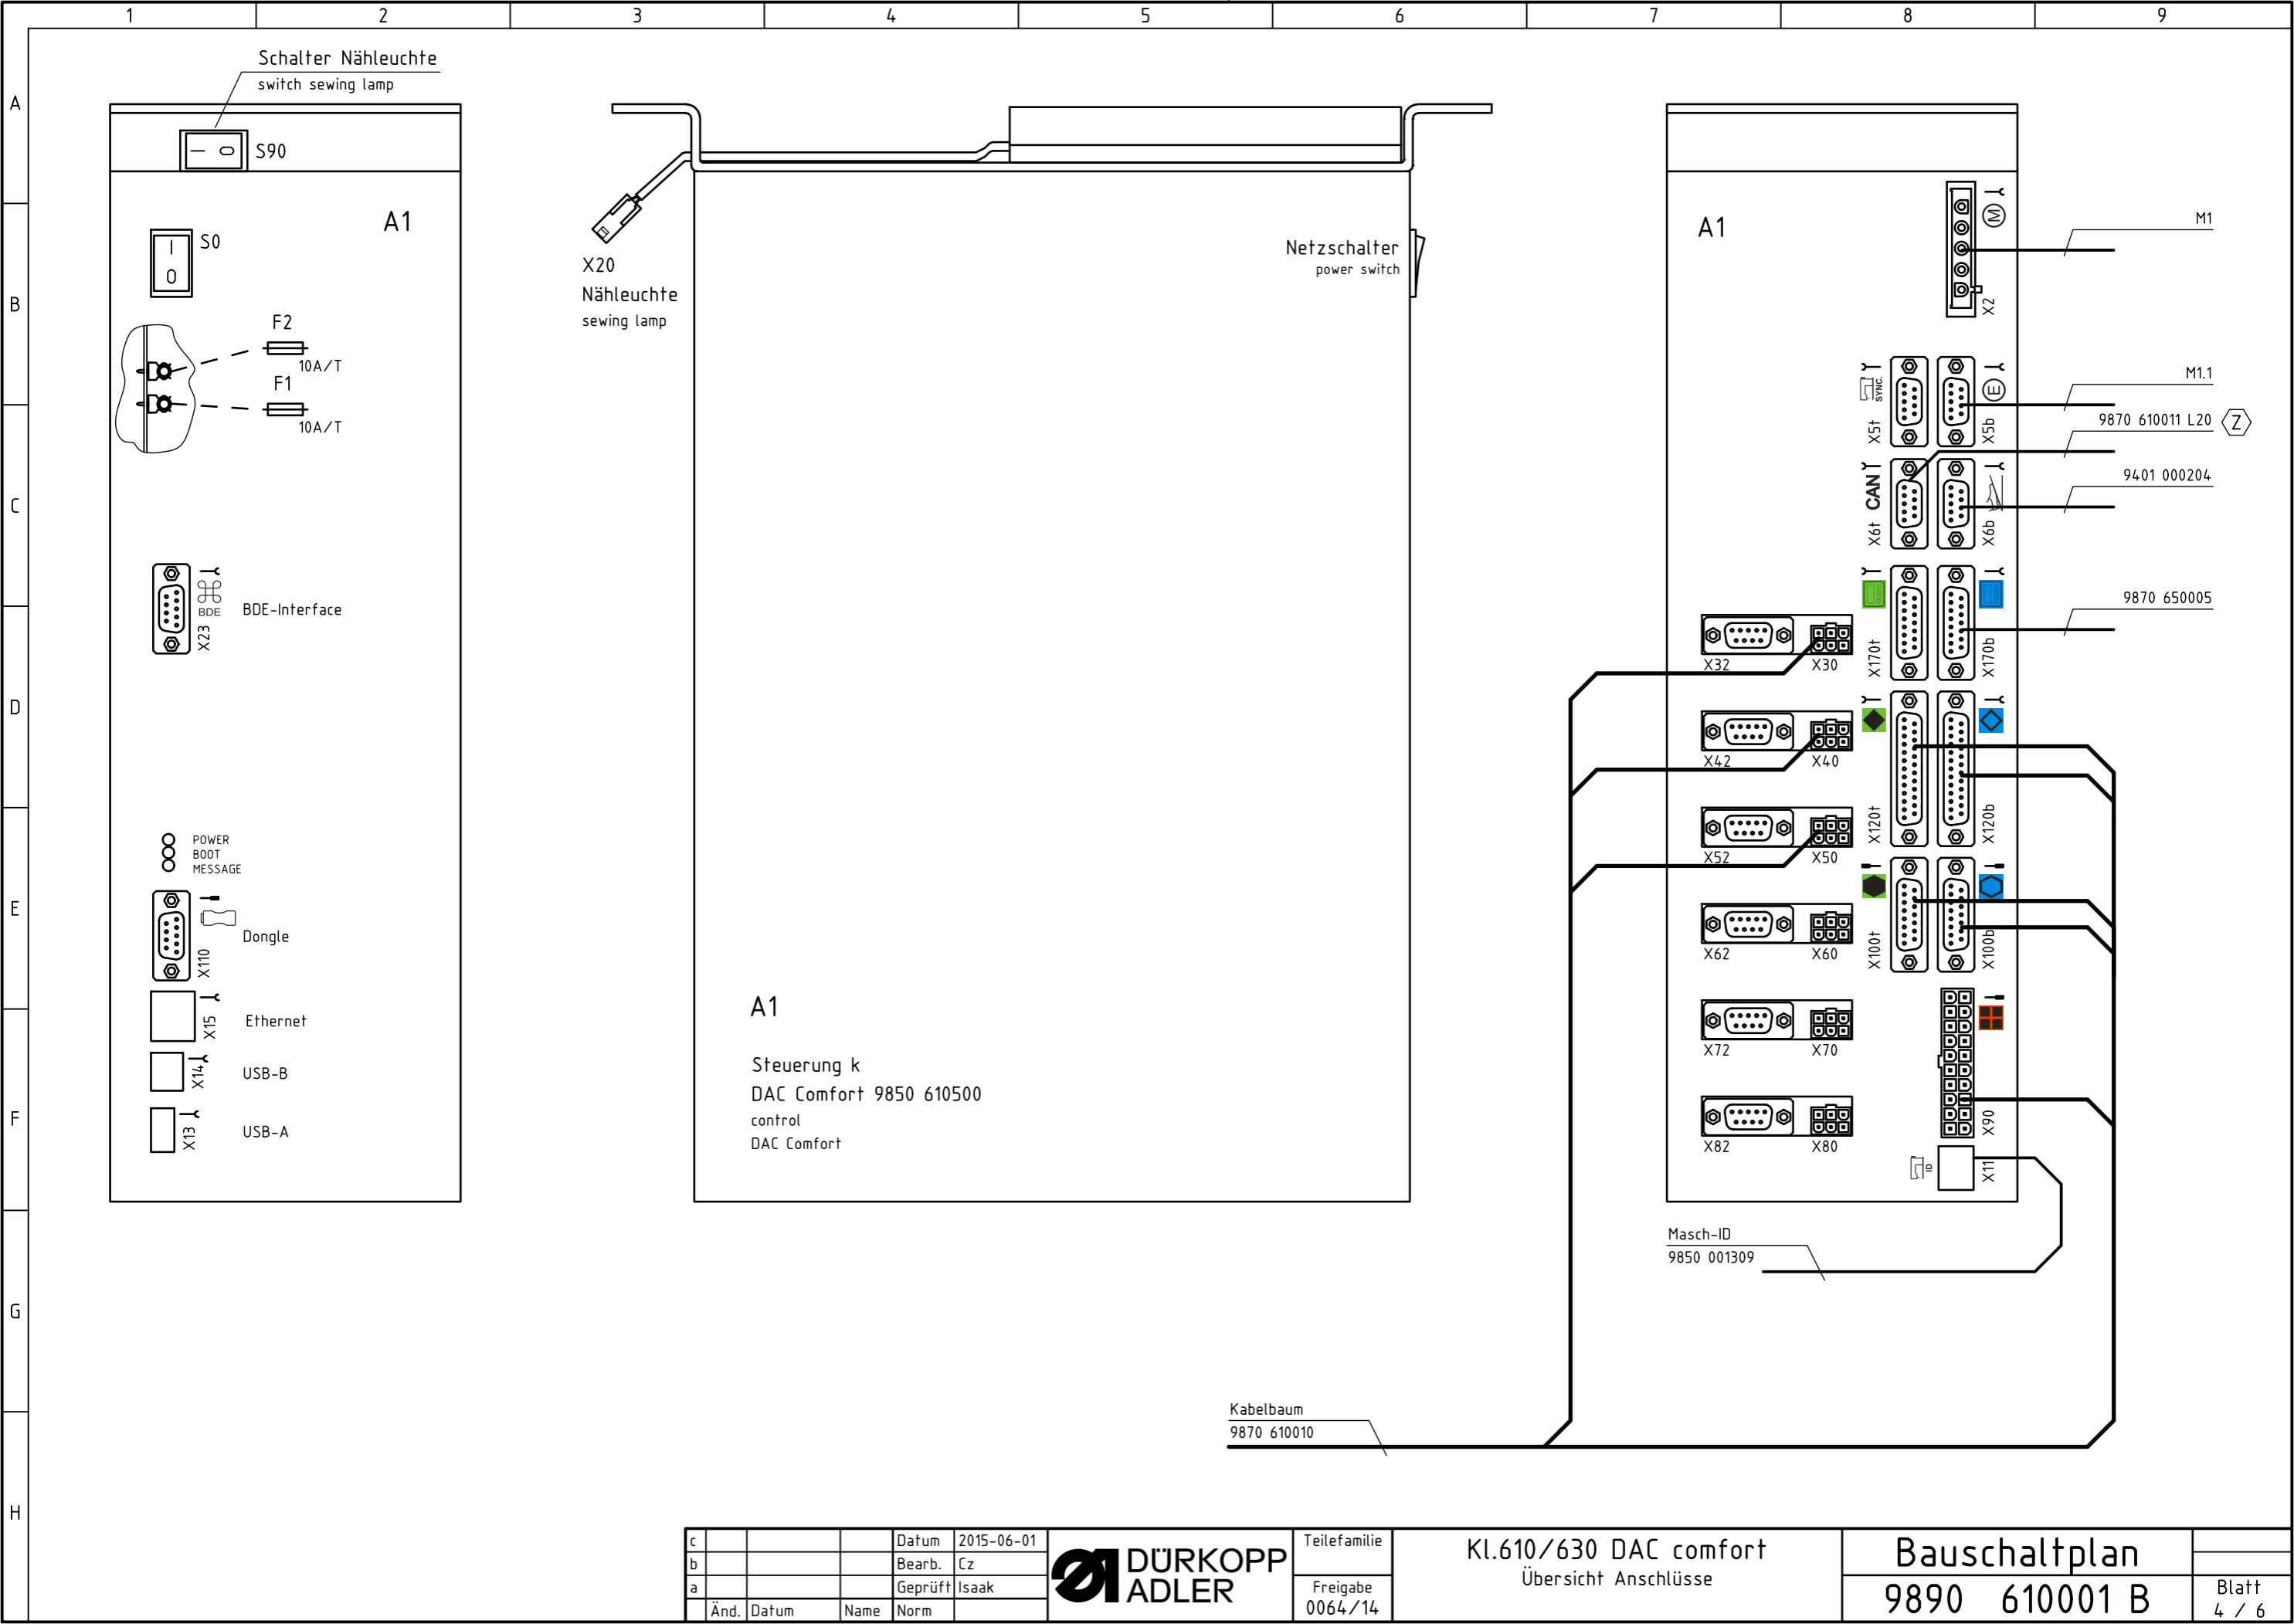 1 2 3 4 5 6 7 8 9
A
B
C
D
E
F
G
H
Schalter Nähleuchte
switch sewing lamp
I O S90
A1
I
O
S0
F2
10A/T
F1
10A/T
BDE
X23
BDE-Interface
POWER
BOOT
MESSAGE
X110
Dongle
X15
Ethernet
X14
USB-B
X13
USB-A
X20
Nähleuchte
sewing lamp
Netzschalter
power switch
A1
Steuerung k
DAC Comfort 9850 610500
control
DAC Comfort
A1
M
X2
M1
SYNC.
X5t
E
X5b
M1.1
9870 610011 L20
Z
CAN
X6t
X6b
9401 000204
X170t
X170b
9870 650005
X32 X30
X42 X40
X120t
X120b
X52 X50
X62 X60
X100t
X100b
X72 X70
X82 X80
X90
ID
X11
Masch-ID
9850 001309
Kabelbaum
9870 610010
c Datum 2015-06-01
b Bearb. Cz
a Geprüft Isaak
Änd. Datum Name Norm
DÜRKOPP
ADLER
Teilefamilie
Freigabe
0064/14
Kl.610/630 DAC comfort
Übersicht Anschlüsse
Bauschaltplan
9890 610001 B
Blatt
4 / 6